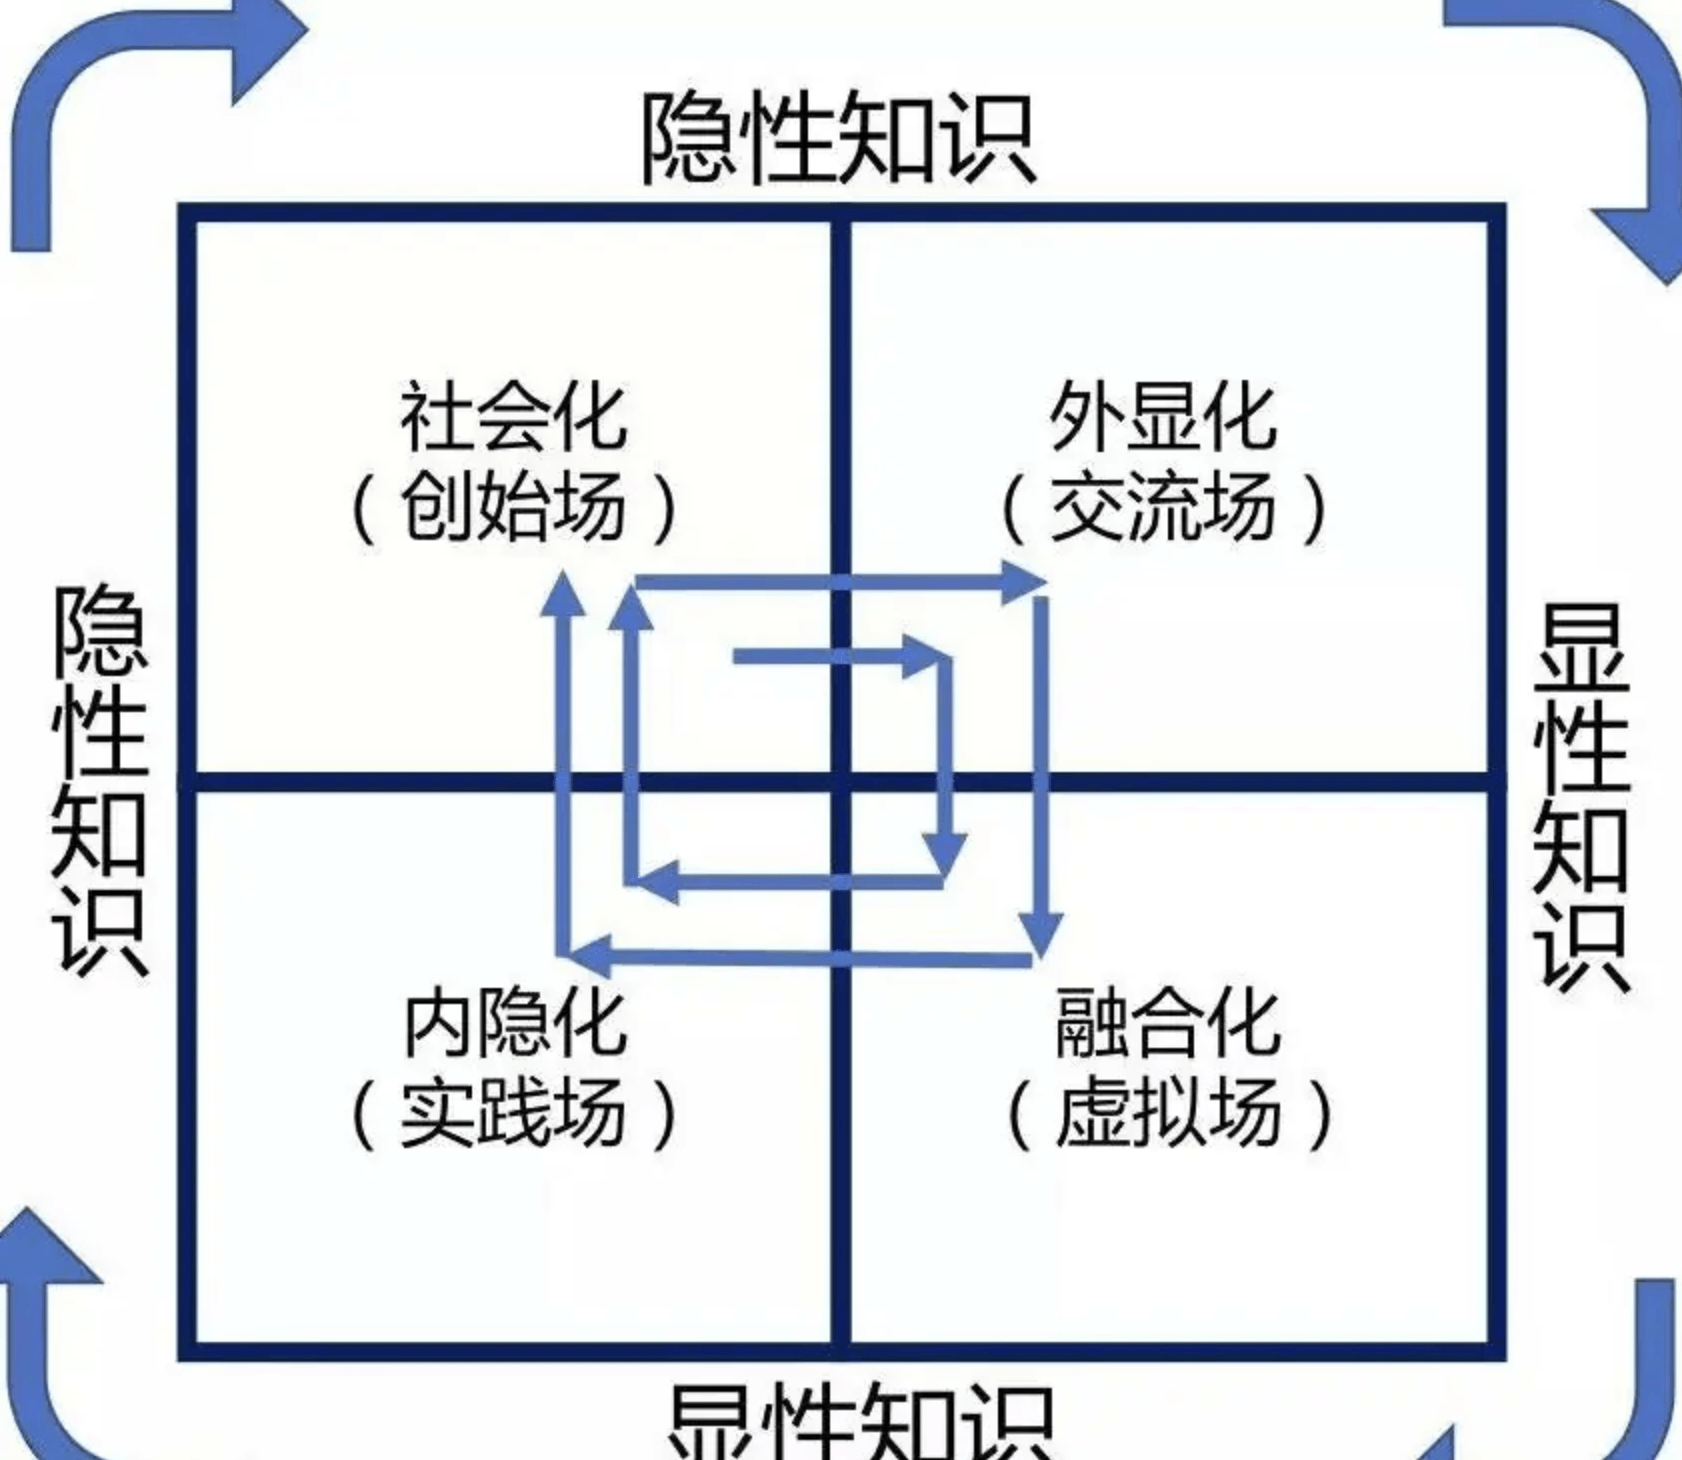 隐性知识
社会化
（创始场）
外显化
（交流场）
隐性知识
显性知识
内隐化
（实践场）
融合化
（虚拟场）
显性知识